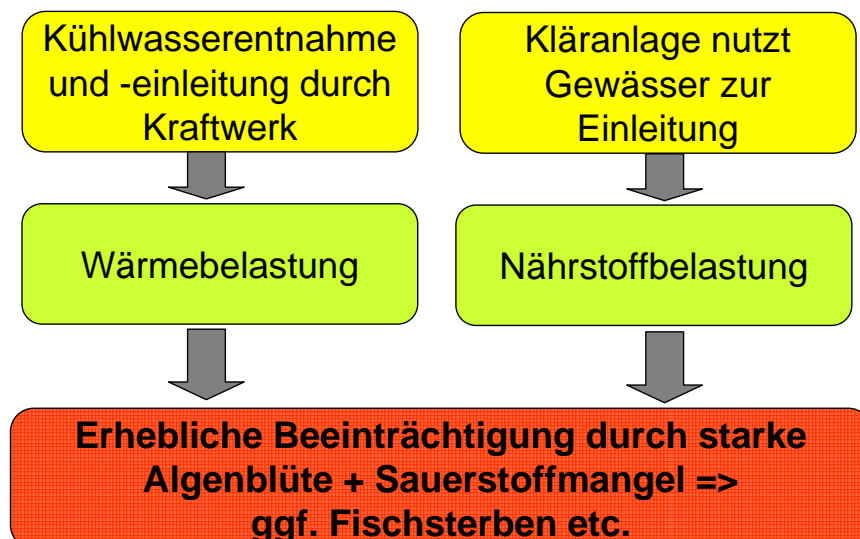 Kühlwasserentnahme
und -einleitung durch
Kraftwerk
Kläranlage nutzt
Gewässer zur
Einleitung
Wärmebelastung
Nährstoffbelastung
Erhebliche Beeinträchtigung durch starke
Algenblüte + Sauerstoffmangel =>
ggf. Fischsterben etc.